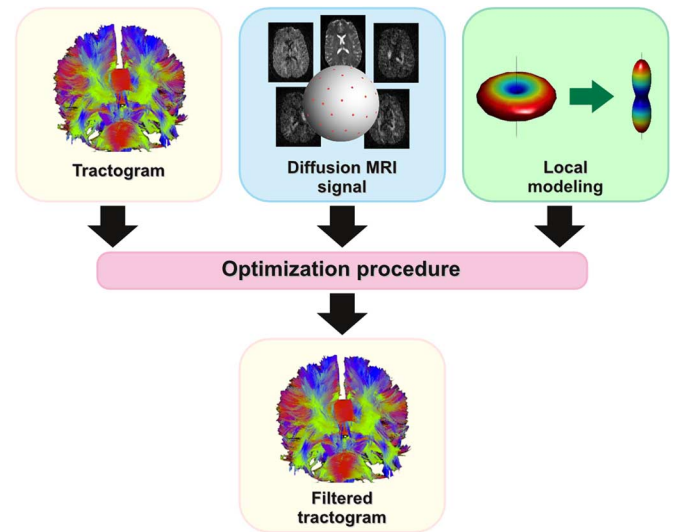 Tractogram
Diffusion MRI
signal
Local
modeling
Optimization procedure
Filtered
tractogram